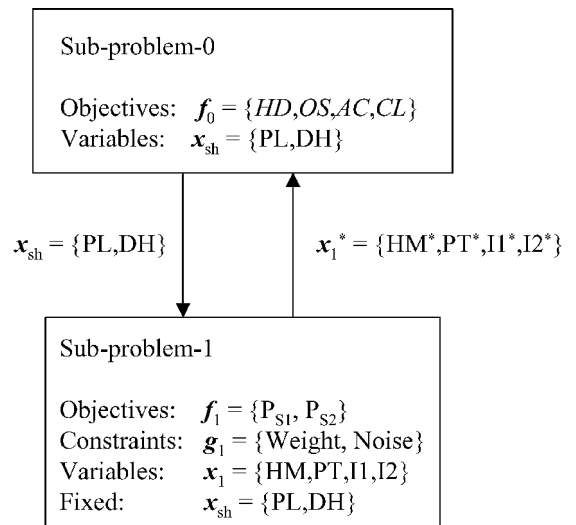 Sub-problem-0
Objectives: f₀ = {HD,OS,AC,CL}
Variables: xₛₕ = {PL,DH}
xₛₕ = {PL,DH}
x₁* = {HM*,PT*,I1*,I2*}
Sub-problem-1
Objectives: f₁ = {P_S1, P_S2}
Constraints: g₁ = {Weight, Noise}
Variables: x₁ = {HM,PT,I1,I2}
Fixed: xₛₕ = {PL,DH}